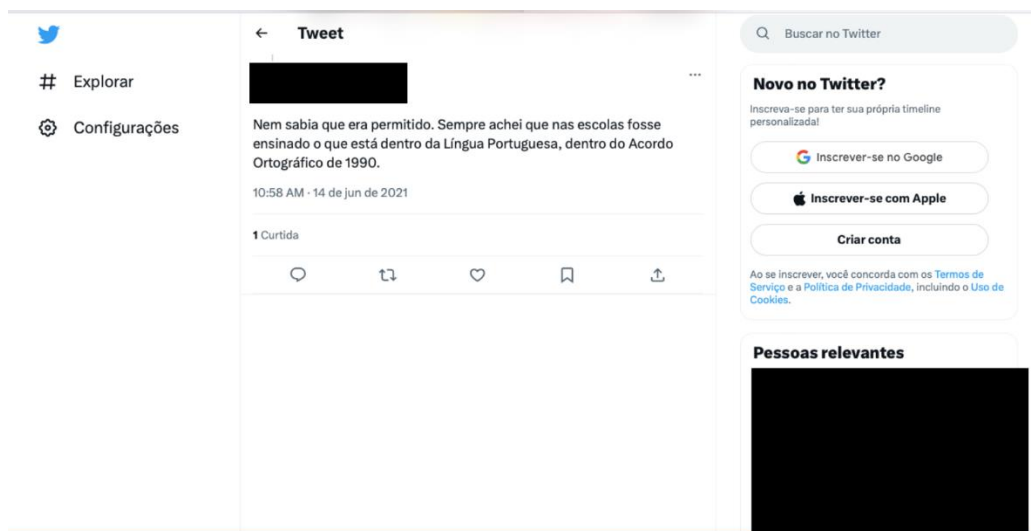 Tweet
Explorar
Configurações
Nem sabia que era permitido. Sempre achei que nas escolas fosse
ensinado o que está dentro da Língua Portuguesa, dentro do Acordo
Ortográfico de 1990.
10:58 AM · 14 de jun de 2021
1 Curtida
Buscar no Twitter
Novo no Twitter?
Inscreva-se para ter sua própria timeline
personalizada!
Inscrever-se no Google
Inscrever-se com Apple
Criar conta
Ao se inscrever, você concorda com os Termos de
Serviço e a Política de Privacidade, incluindo o Uso de
Cookies.
Pessoas relevantes